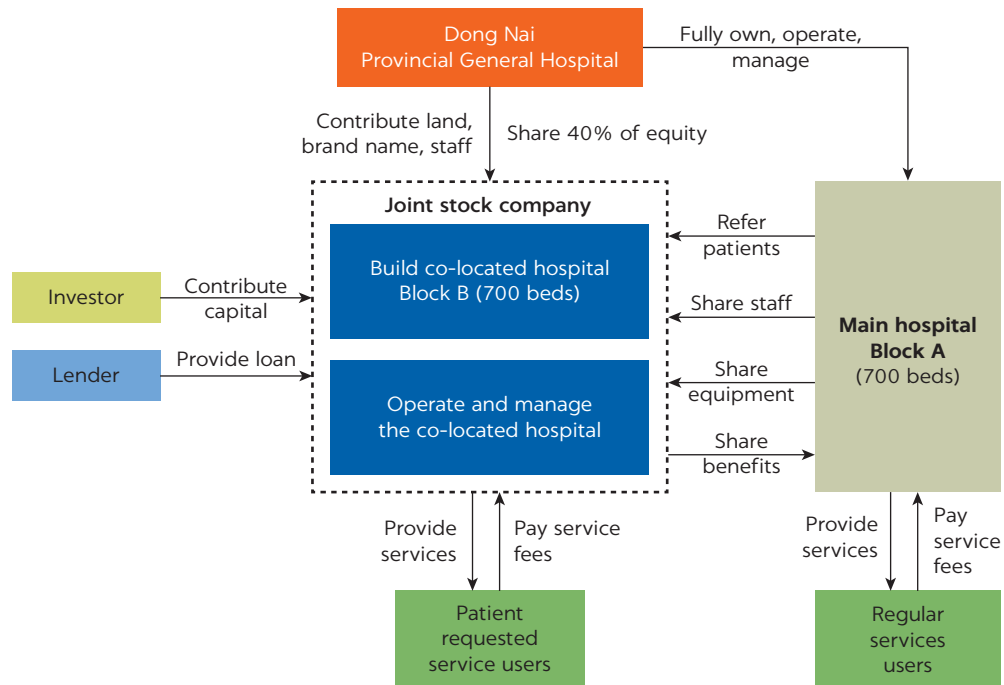 Dong Nai
Provincial General Hospital
Fully own, operate,
manage
Contribute land,
brand name, staff
Share 40% of equity
Joint stock company
Build co-located hospital
Block B (700 beds)
Operate and manage
the co-located hospital
Investor
Contribute
capital
Lender
Provide loan
Refer
patients
Share staff
Share
equipment
Share
benefits
Main hospital
Block A
(700 beds)
Provide
services
Pay service
fees
Provide
services
Pay
service
fees
Patient
requested
service users
Regular
services
users